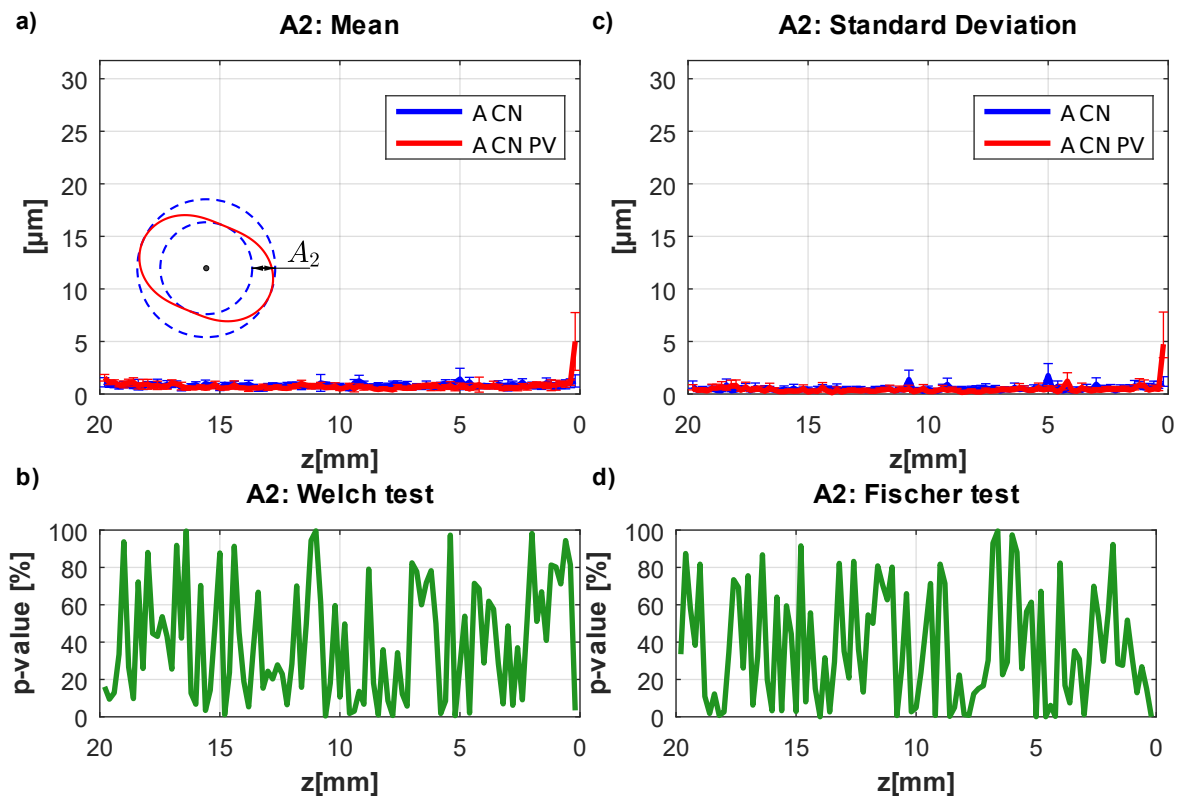 a)
A2: Mean
[µm]
30
25
20
15
10
5
0
A CN
A CN PV
A2
20
15
10
5
0
z[mm]
c)
A2: Standard Deviation
[µm]
30
25
20
15
10
5
0
A CN
A CN PV
20
15
10
5
0
z[mm]
b)
A2: Welch test
p-value [%]
100
80
60
40
20
0
20
15
10
5
0
z[mm]
d)
A2: Fischer test
p-value [%]
100
80
60
40
20
0
20
15
10
5
0
z[mm]